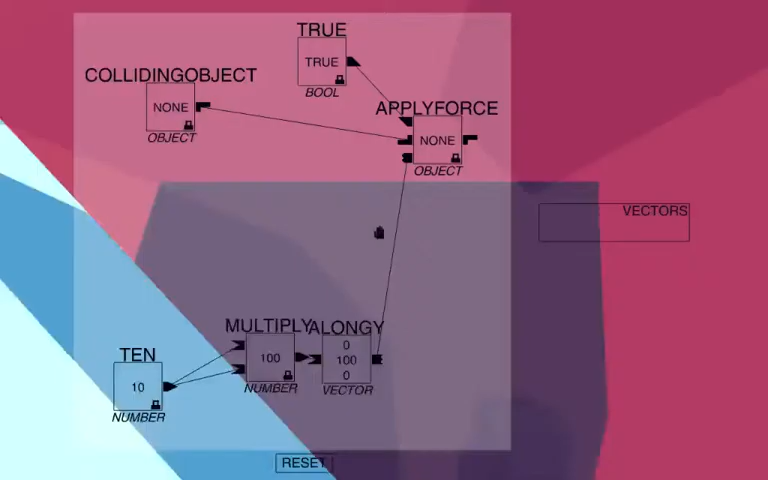 TRUE
TRUE
BOOL
COLLIDINGOBJECT
NONE
OBJECT
APPLYFORCE
NONE
OBJECT
VECTORS
MULTIPLY
100
NUMBER
ALONGY
0
100
0
VECTOR
TEN
10
NUMBER
RESET